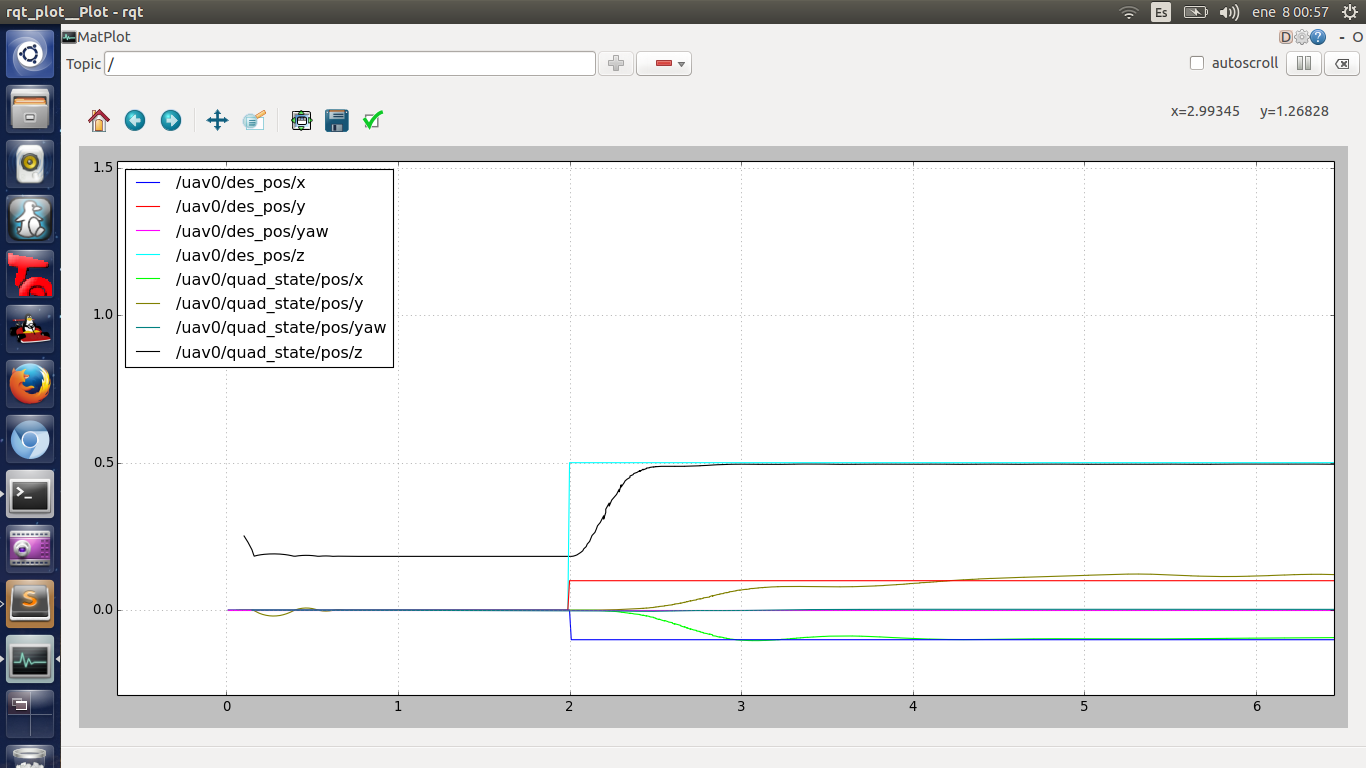 rqt_plot__Plot - rqt
Es
ene 8 00:57
MatPlot
D
?
- O
Topic
/
autoscroll
x=2.99345 y=1.26828
1.5
1.0
0.5
0.0
/uav0/des_pos/x
/uav0/des_pos/y
/uav0/des_pos/yaw
/uav0/des_pos/z
/uav0/quad_state/pos/x
/uav0/quad_state/pos/y
/uav0/quad_state/pos/yaw
/uav0/quad_state/pos/z
0 1 2 3 4 5 6
>_
S